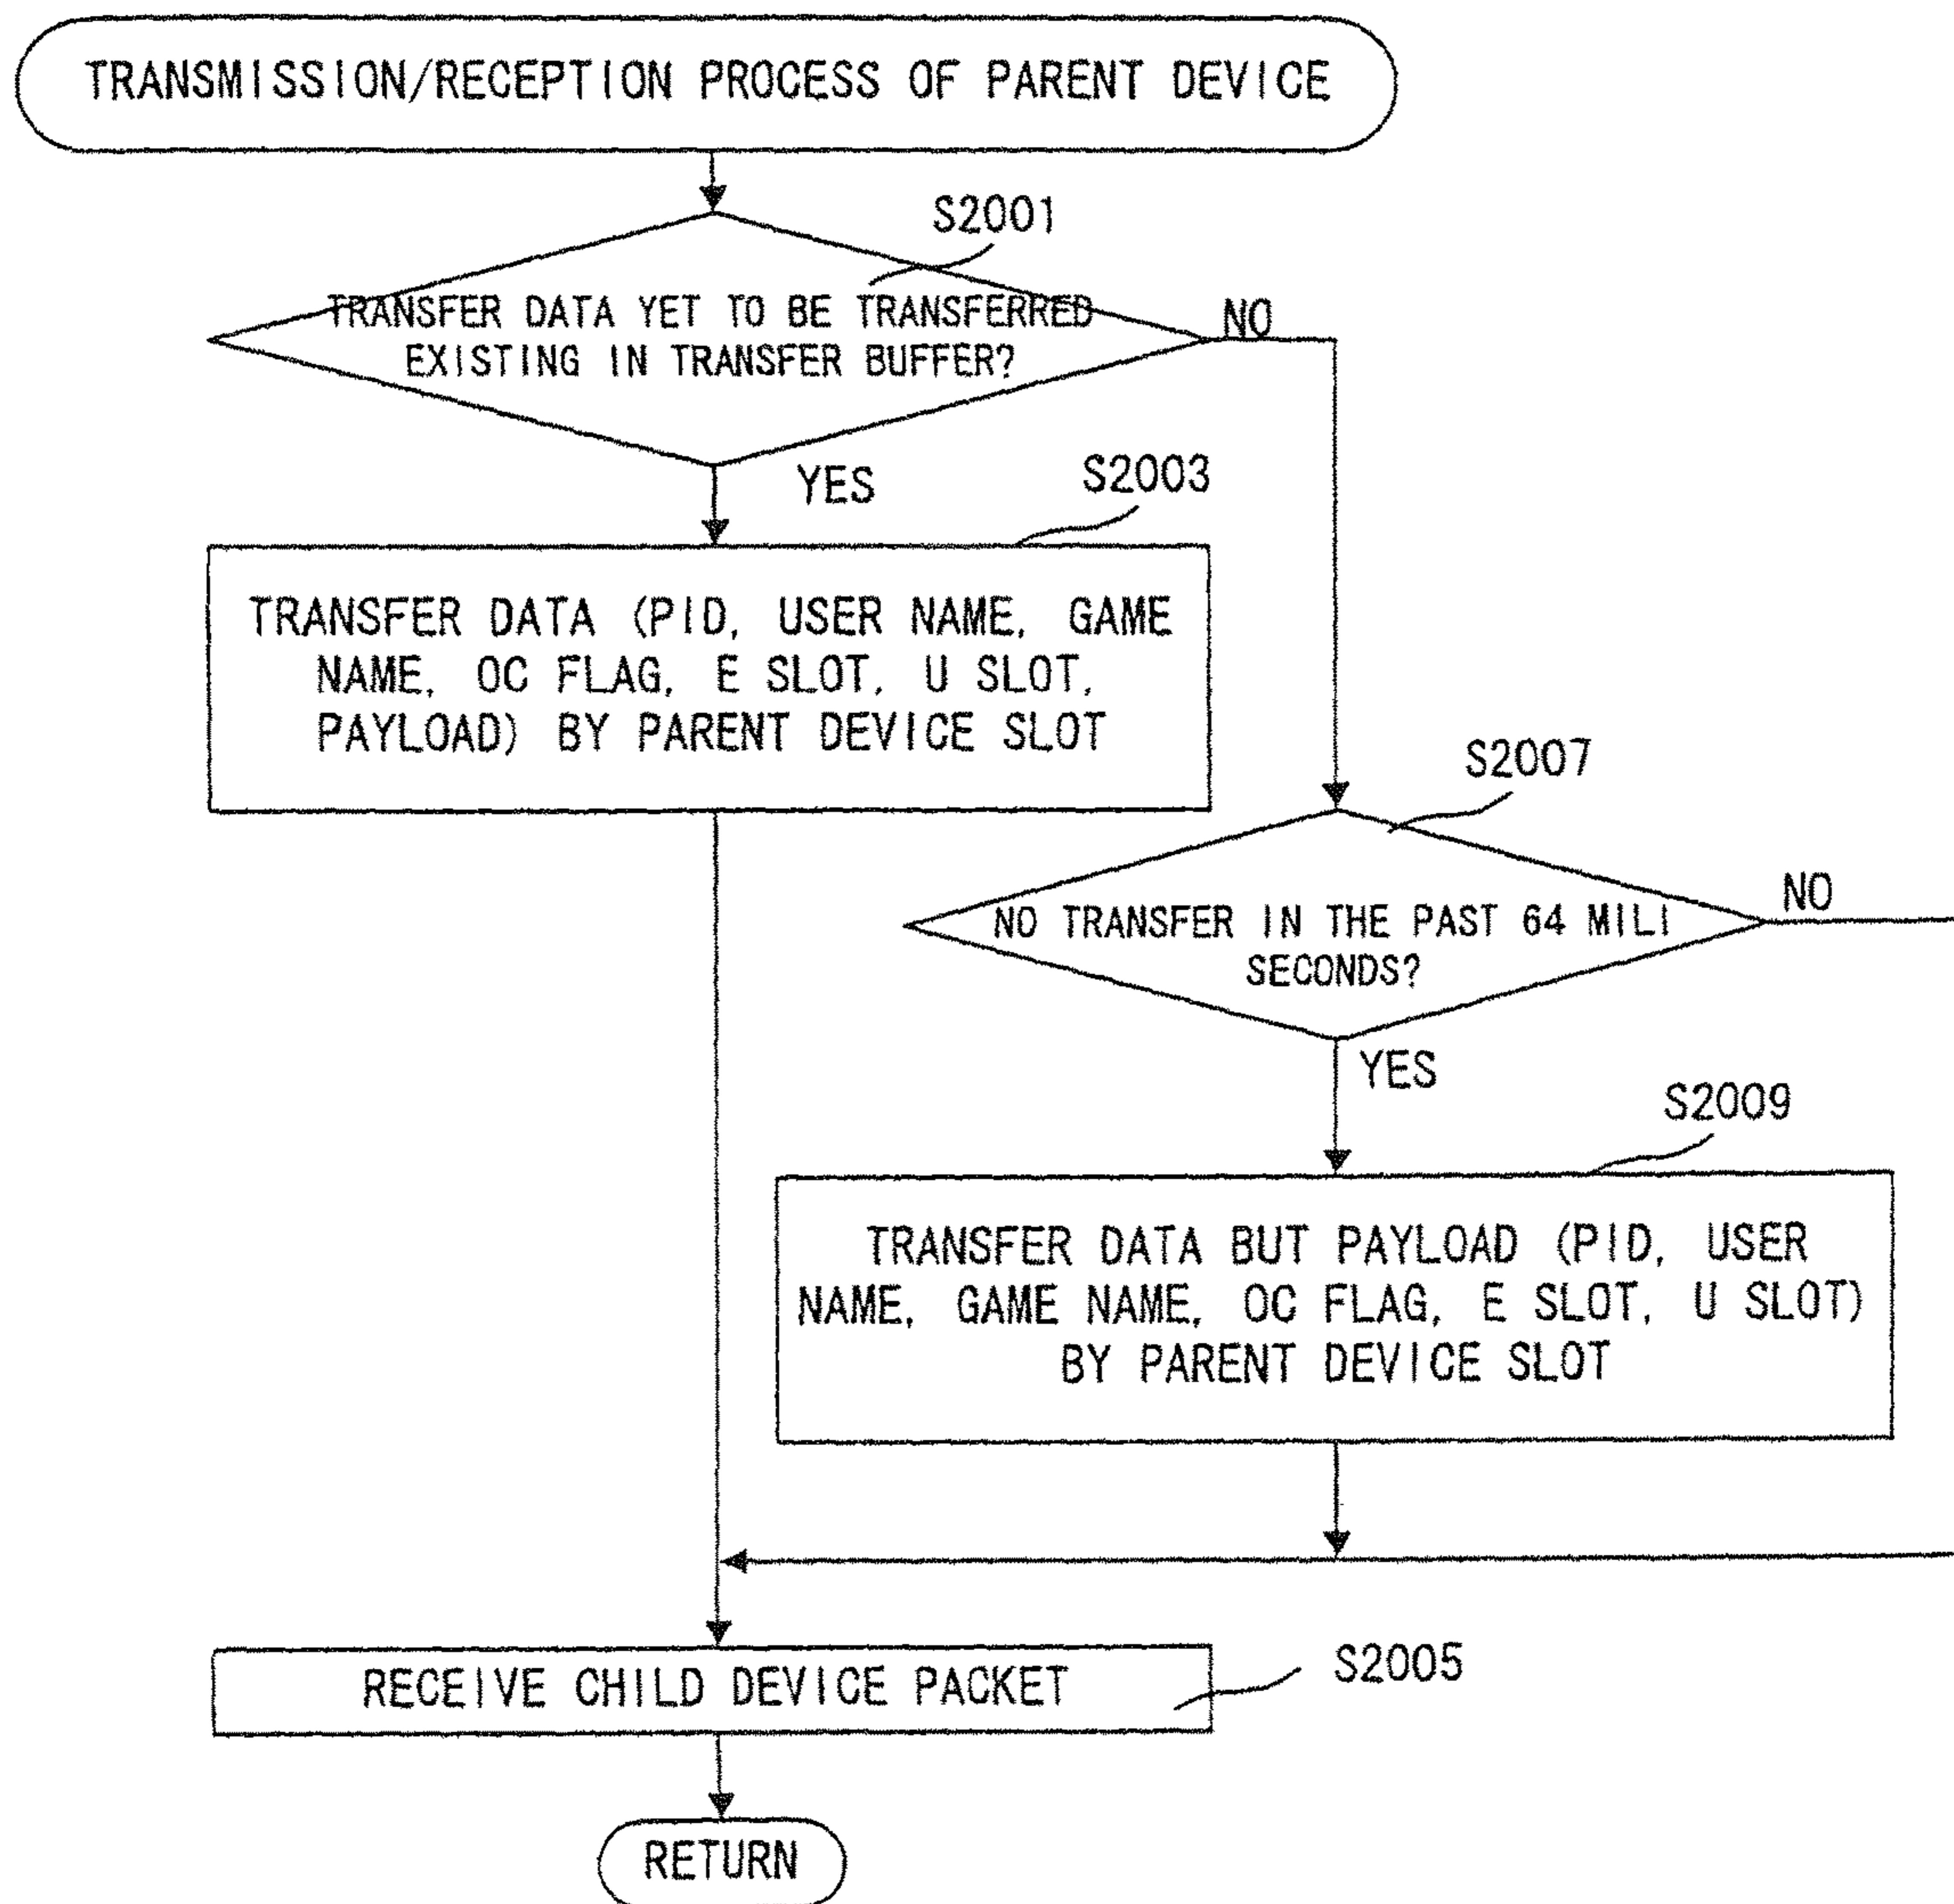 TRANSMISSION/RECEPTION PROCESS OF PARENT DEVICE
S2001
TRANSFER DATA YET TO BE TRANSFERRED
EXISTING IN TRANSFER BUFFER?
NO
YES
S2003
TRANSFER DATA (PID, USER NAME, GAME
NAME, OC FLAG, E SLOT, U SLOT,
PAYLOAD) BY PARENT DEVICE SLOT
S2007
NO TRANSFER IN THE PAST 64 MILI
SECONDS?
NO
YES
S2009
TRANSFER DATA BUT PAYLOAD (PID, USER
NAME, GAME NAME, OC FLAG, E SLOT, U SLOT)
BY PARENT DEVICE SLOT
RECEIVE CHILD DEVICE PACKET
S2005
RETURN